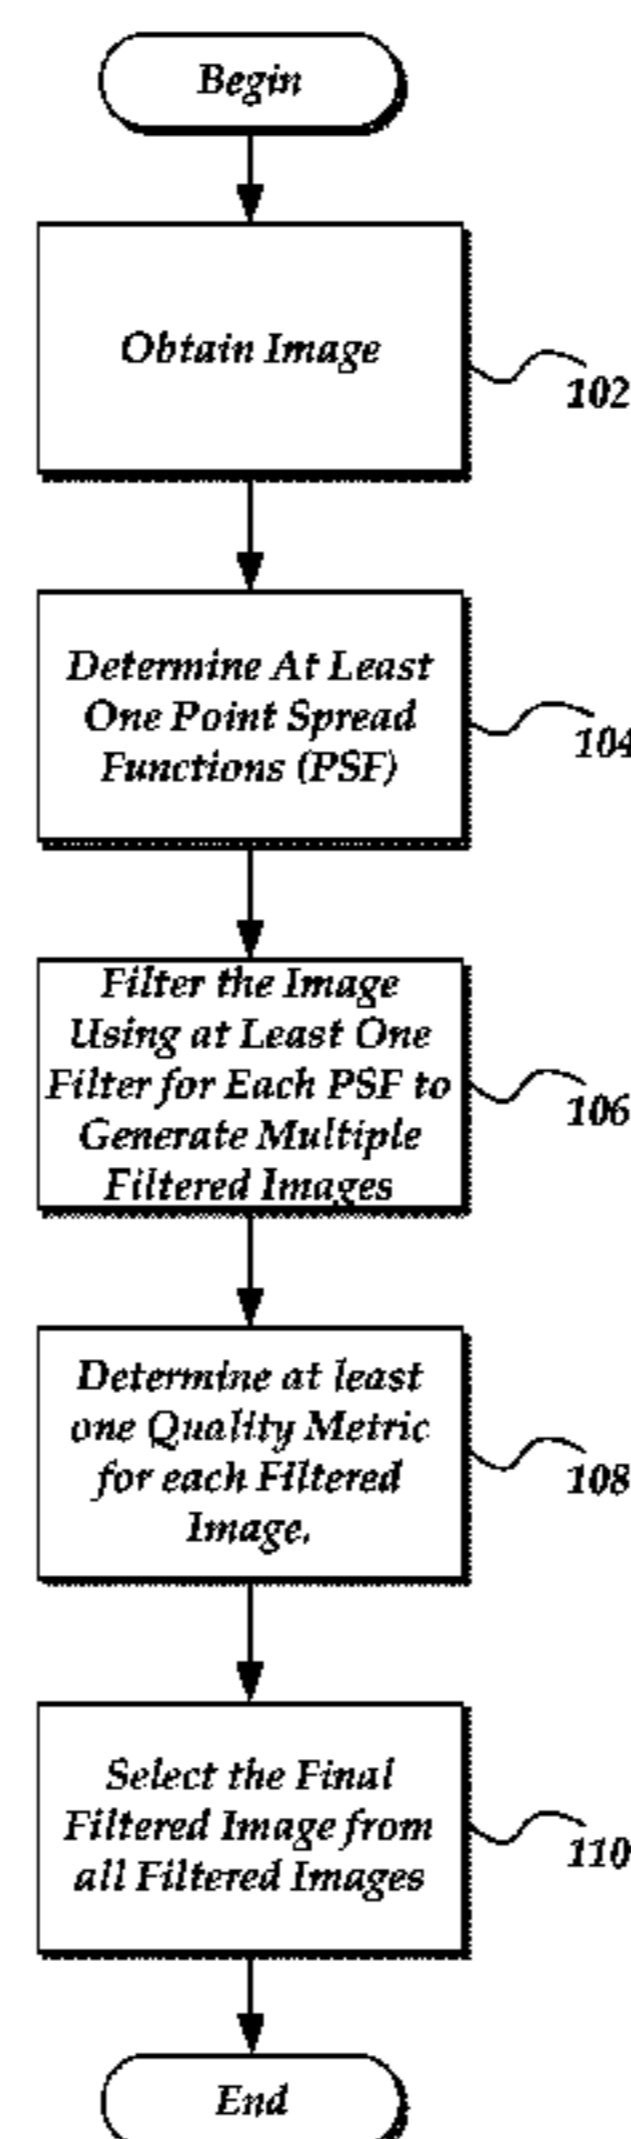 Begin
Obtain Image
102
Determine At Least
One Point Spread
Functions (PSF)
104
Filter the Image
Using at Least One
Filter for Each PSF to
Generate Multiple
Filtered Images
106
Determine at least
one Quality Metric
for each Filtered
Image.
108
Select the Final
Filtered Image from
all Filtered Images
110
End